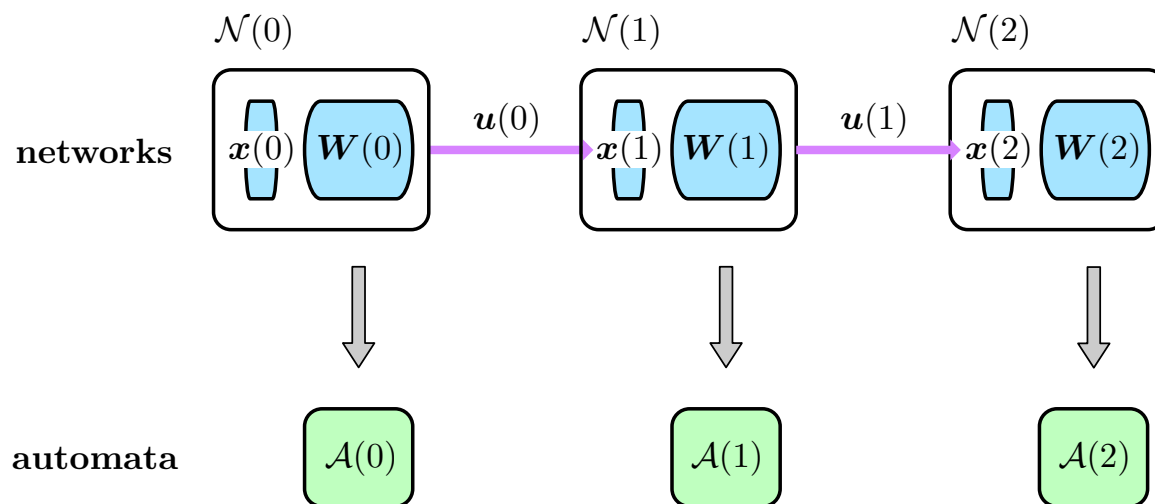 𝒩(0) 𝒩(1) 𝒩(2)
u(0) u(1)
networks x(0) W(0) x(1) W(1) x(2) W(2)
automata 𝒜(0) 𝒜(1) 𝒜(2)